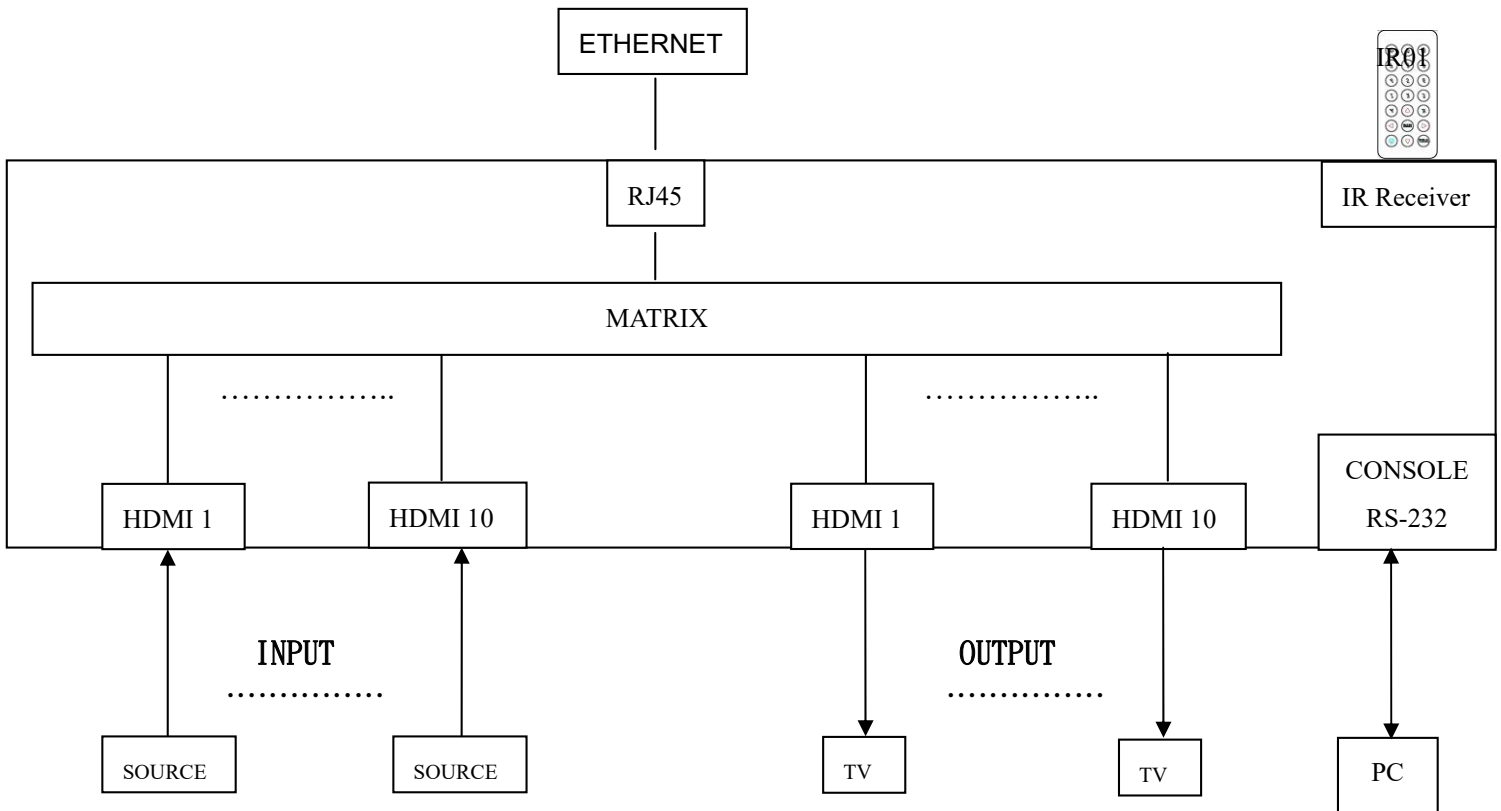 ETHERNET
IR01
RJ45
IR Receiver
MATRIX
………………..
………………..
HDMI 1
HDMI 10
HDMI 1
HDMI 10
CONSOLE
RS-232
INPUT
……………
OUTPUT
……………
SOURCE
SOURCE
TV
TV
PC